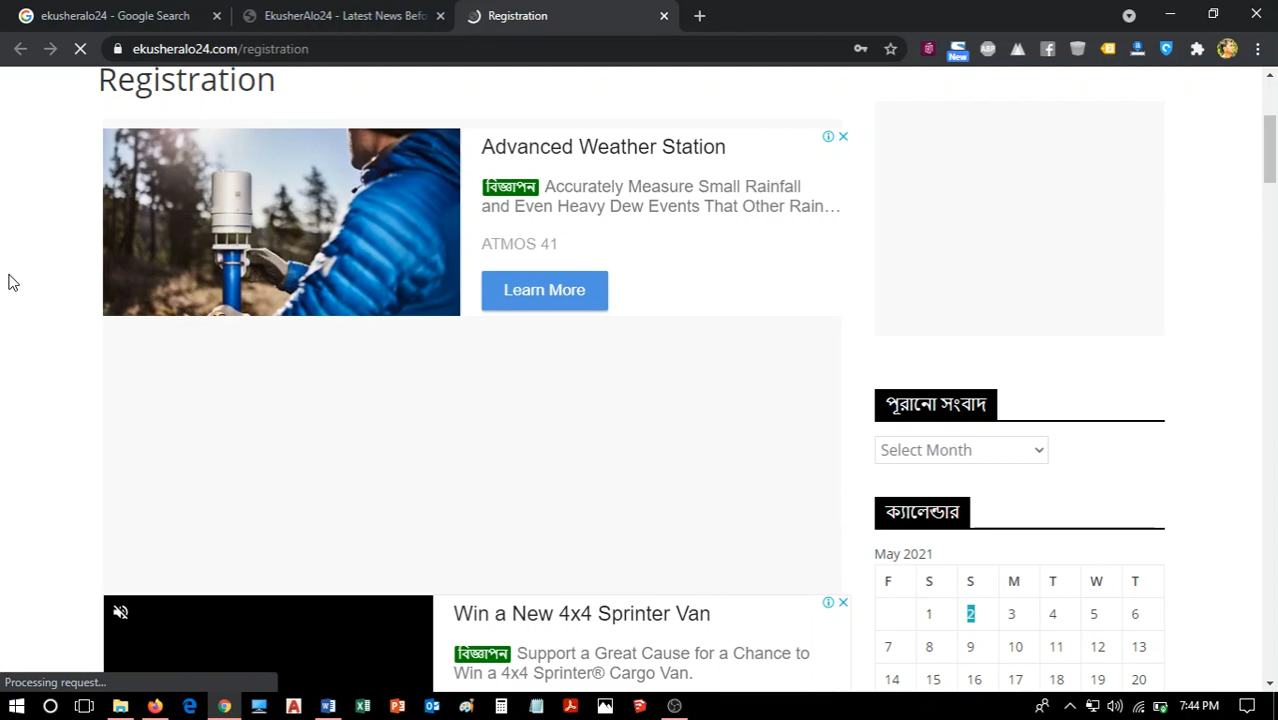 ekusheralo24 - Google Search
EkusherAlo24 - Latest News Befo
Registration
ekusheralo24.com/registration
New
ABP
Registration
Advanced Weather Station
বিজ্ঞাপন Accurately Measure Small Rainfall
and Even Heavy Dew Events That Other Rain...
ATMOS 41
Learn More
পূরানো সংবাদ
Select Month
ক্যালেন্ডার
May 2021
F S S M T W T
1 2 3 4 5 6
7 8 9 10 11 12 13
14 15 16 17 18 19 20
Win a New 4x4 Sprinter Van
বিজ্ঞাপন Support a Great Cause for a Chance to
Win a 4x4 Sprinter® Cargo Van.
Processing request...
7:44 PM